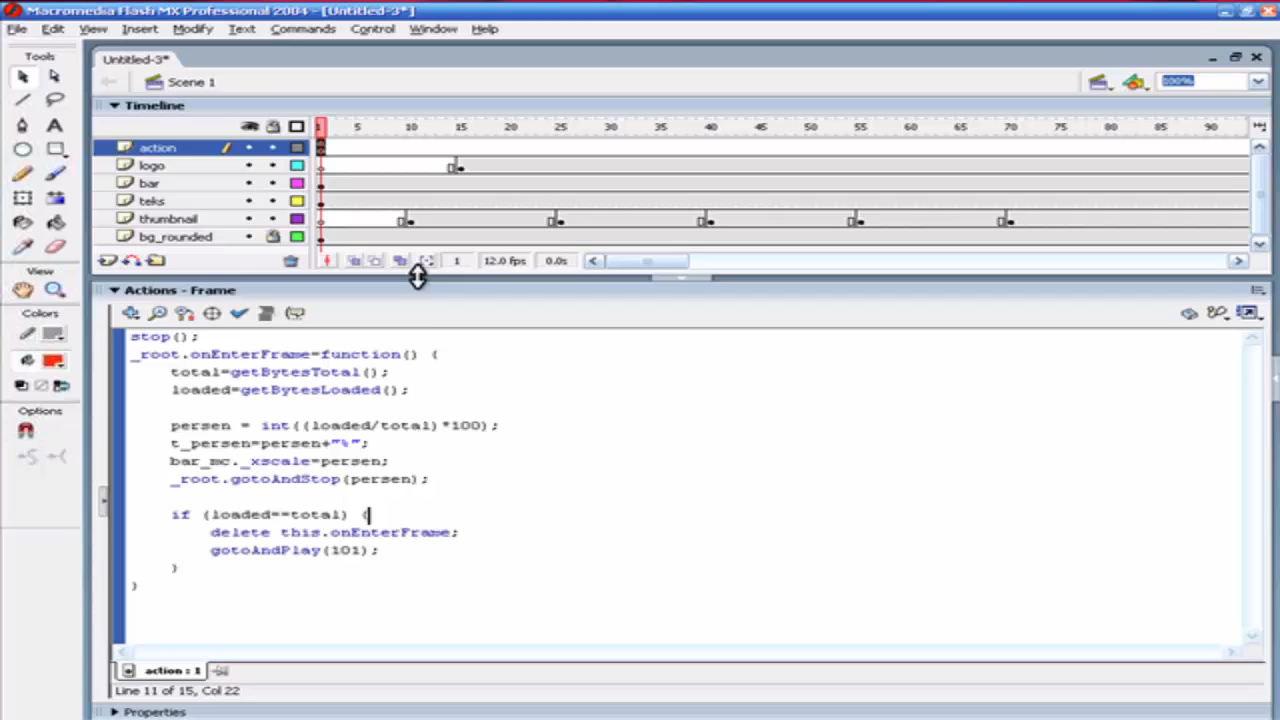 Macromedia Flash MX Professional 2004 - [Untitled-3*]
File Edit View Insert Modify Text Commands Control Window Help
Tools
Untitled-3*
Scene 1
100%
Timeline
1 5 10 15 20 25 30 35 40 45 50 55 60 65 70 75 80 85 90
action
logo
bar
teks
thumbnail
bg_rounded
1 12.0 fps 0.0s
View
Colors
Options
Actions - Frame
stop();
_root.onEnterFrame=function() {
total=getBytesTotal();
loaded=getBytesLoaded();
persen = int((loaded/total)*100);
t_persen=persen+"%";
bar_mc._xscale=persen;
_root.gotoAndStop(persen);
if (loaded==total) {
delete this.onEnterFrame;
gotoAndPlay(101);
}
}
action : 1
Line 11 of 15, Col 22
Properties